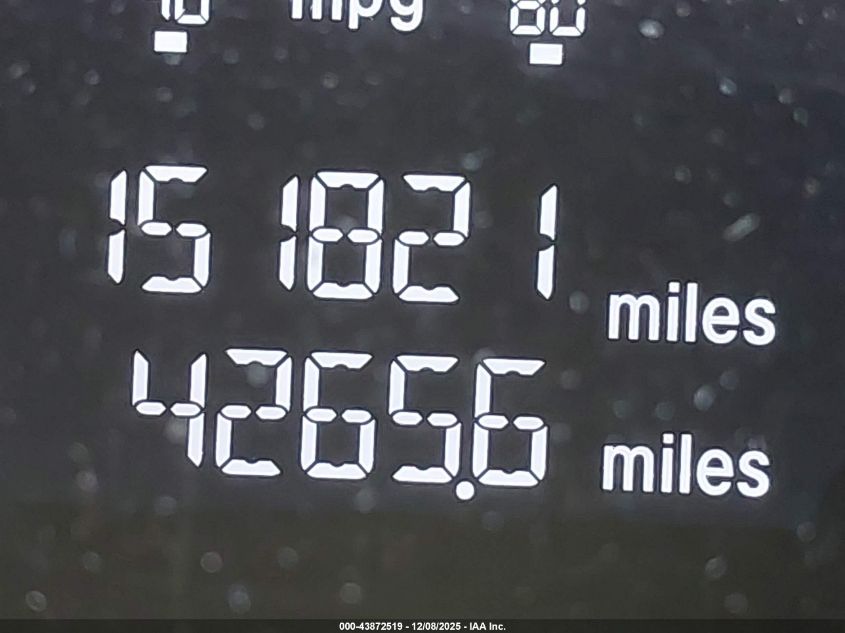 mpg
151821 miles
4265.6 miles
000-43872519 - 12/08/2025 - IAA Inc.